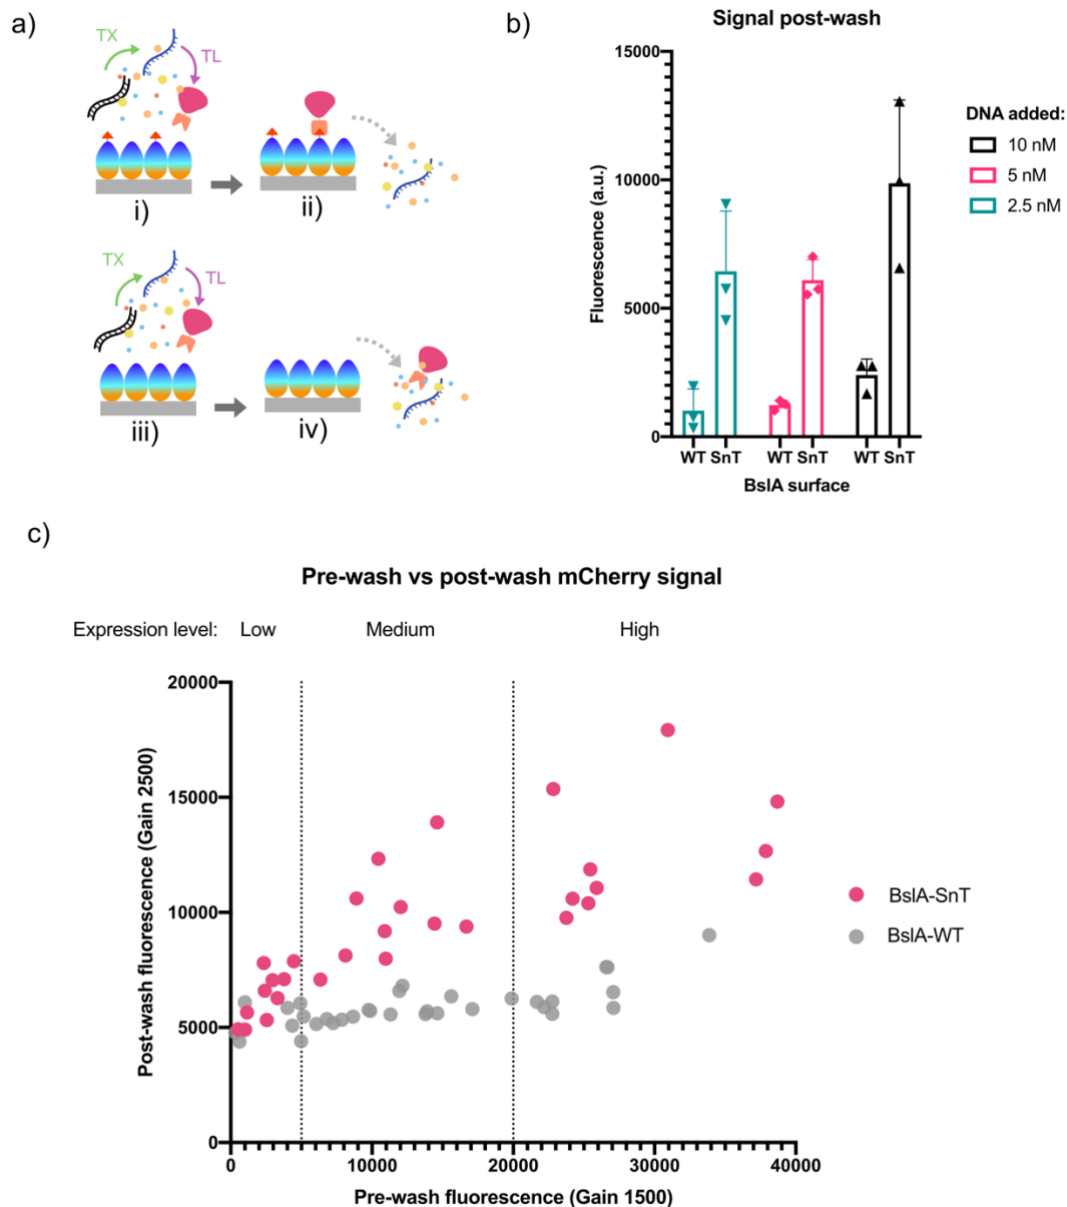 a)
TX
TL
i)
ii)
TX
TL
iii)
iv)
b)
Signal post-wash
15000
10000
5000
0
Fluorescence (a.u.)
WT SnT WT SnT WT SnT
BslA surface
DNA added:
10 nM
5 nM
2.5 nM
c)
Pre-wash vs post-wash mCherry signal
Expression level: Low Medium High
20000
15000
10000
5000
0
Post-wash fluorescence (Gain 2500)
0 10000 20000 30000 40000
Pre-wash fluorescence (Gain 1500)
BslA-SnT
BslA-WT